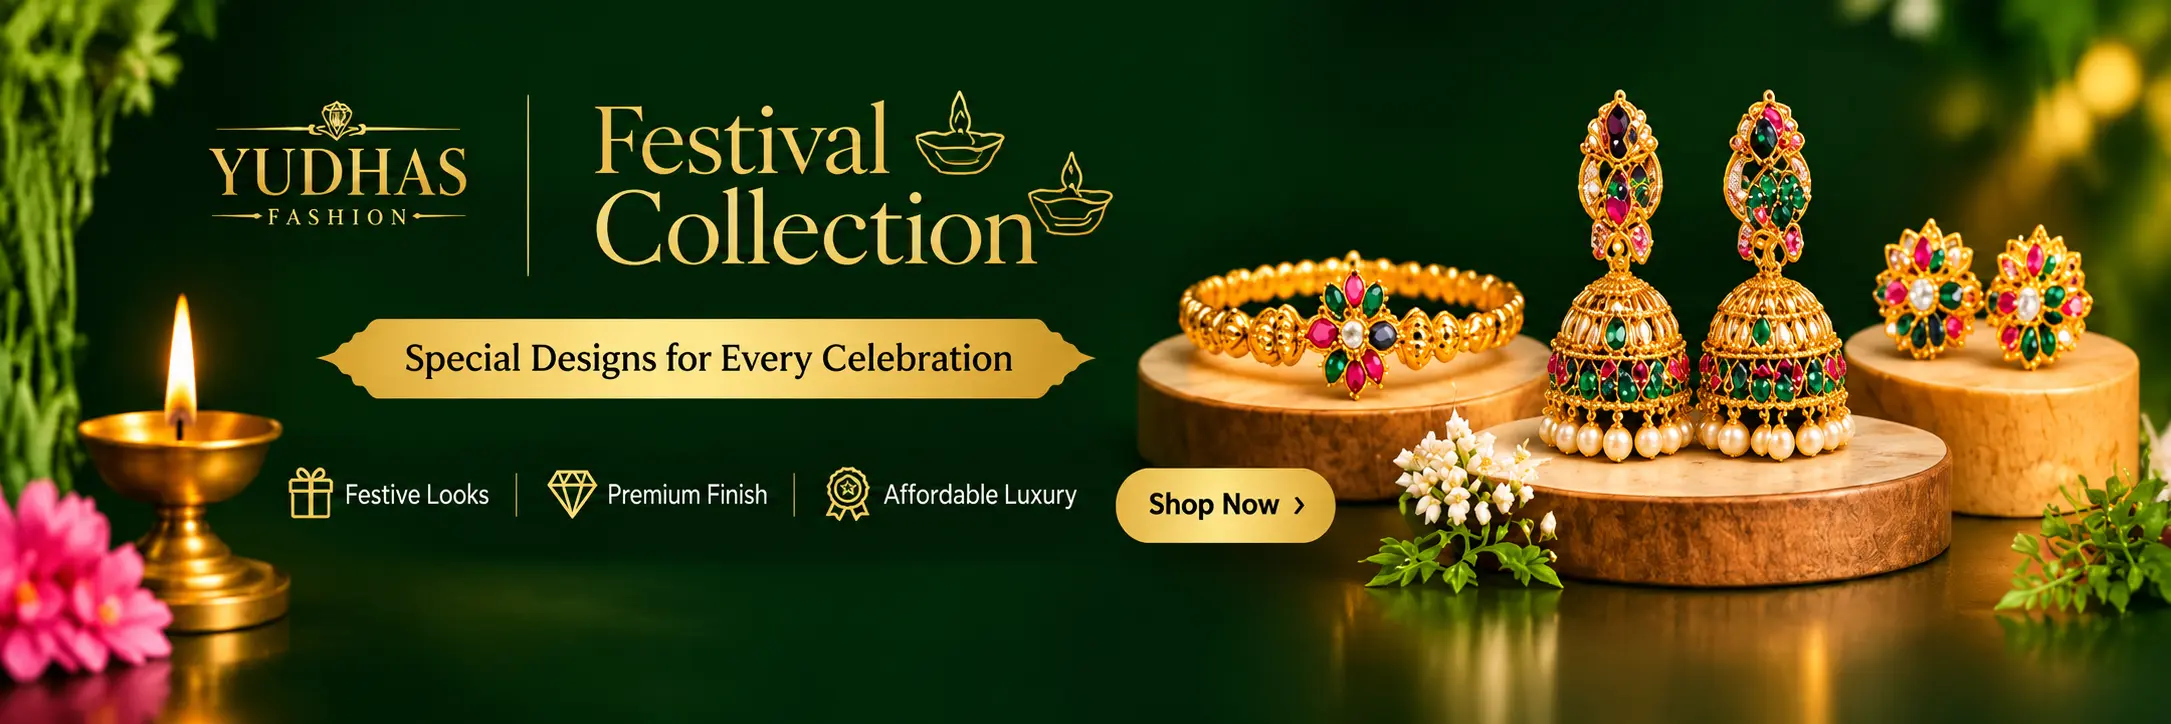 YUDHAS
FASHION
Festival
Collection
Special Designs for Every Celebration
Festive Looks
Premium Finish
Affordable Luxury
Shop Now ›